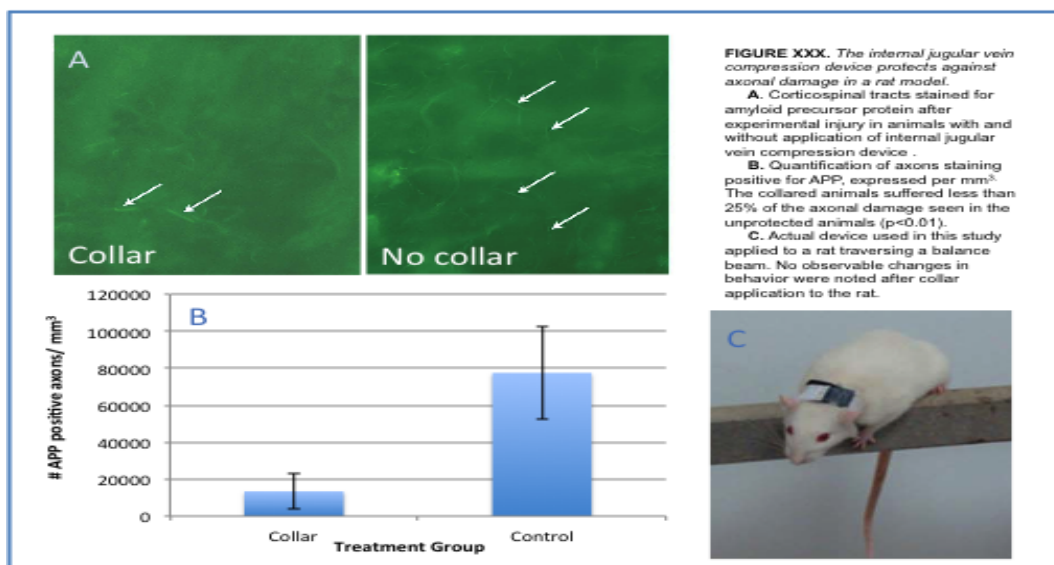 A
Collar
No collar
FIGURE XXX. The internal jugular vein
compression device protects against
axonal damage in a rat model.
A. Corticospinal tracts stained for
amyloid precursor protein after
experimental injury in animals with and
without application of internal jugular
vein compression device .
B. Quantification of axons staining
positive for APP, expressed per mm³.
The collared animals suffered less than
25% of the axonal damage seen in the
unprotected animals (p<0.01).
C. Actual device used in this study
applied to a rat traversing a balance
beam. No observable changes in
behavior were noted after collar
application to the rat.
B
# APP positive axons/ mm³
120000
100000
80000
60000
40000
20000
0
Collar
Control
Treatment Group
C